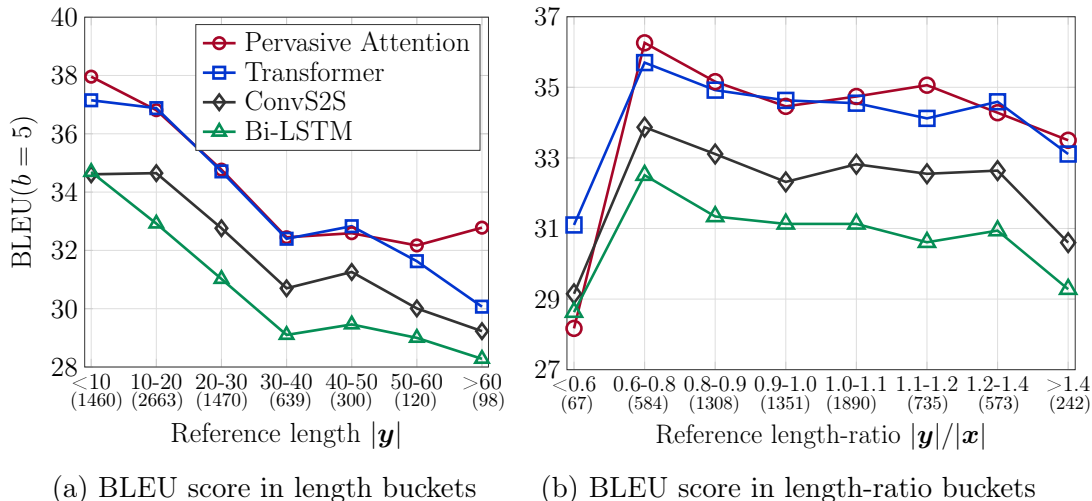 40
38
36
34
32
30
28
BLEU(b = 5)
Pervasive Attention
Transformer
ConvS2S
Bi-LSTM
<10 10-20 20-30 30-40 40-50 50-60 >60
(1460) (2663) (1470) (639) (300) (120) (98)
Reference length |y|
(a) BLEU score in length buckets
37
35
33
31
29
27
<0.6 0.6-0.8 0.8-0.9 0.9-1.0 1.0-1.1 1.1-1.2 1.2-1.4 >1.4
(67) (584) (1308) (1351) (1890) (735) (573) (242)
Reference length-ratio |y|/|x|
(b) BLEU score in length-ratio buckets